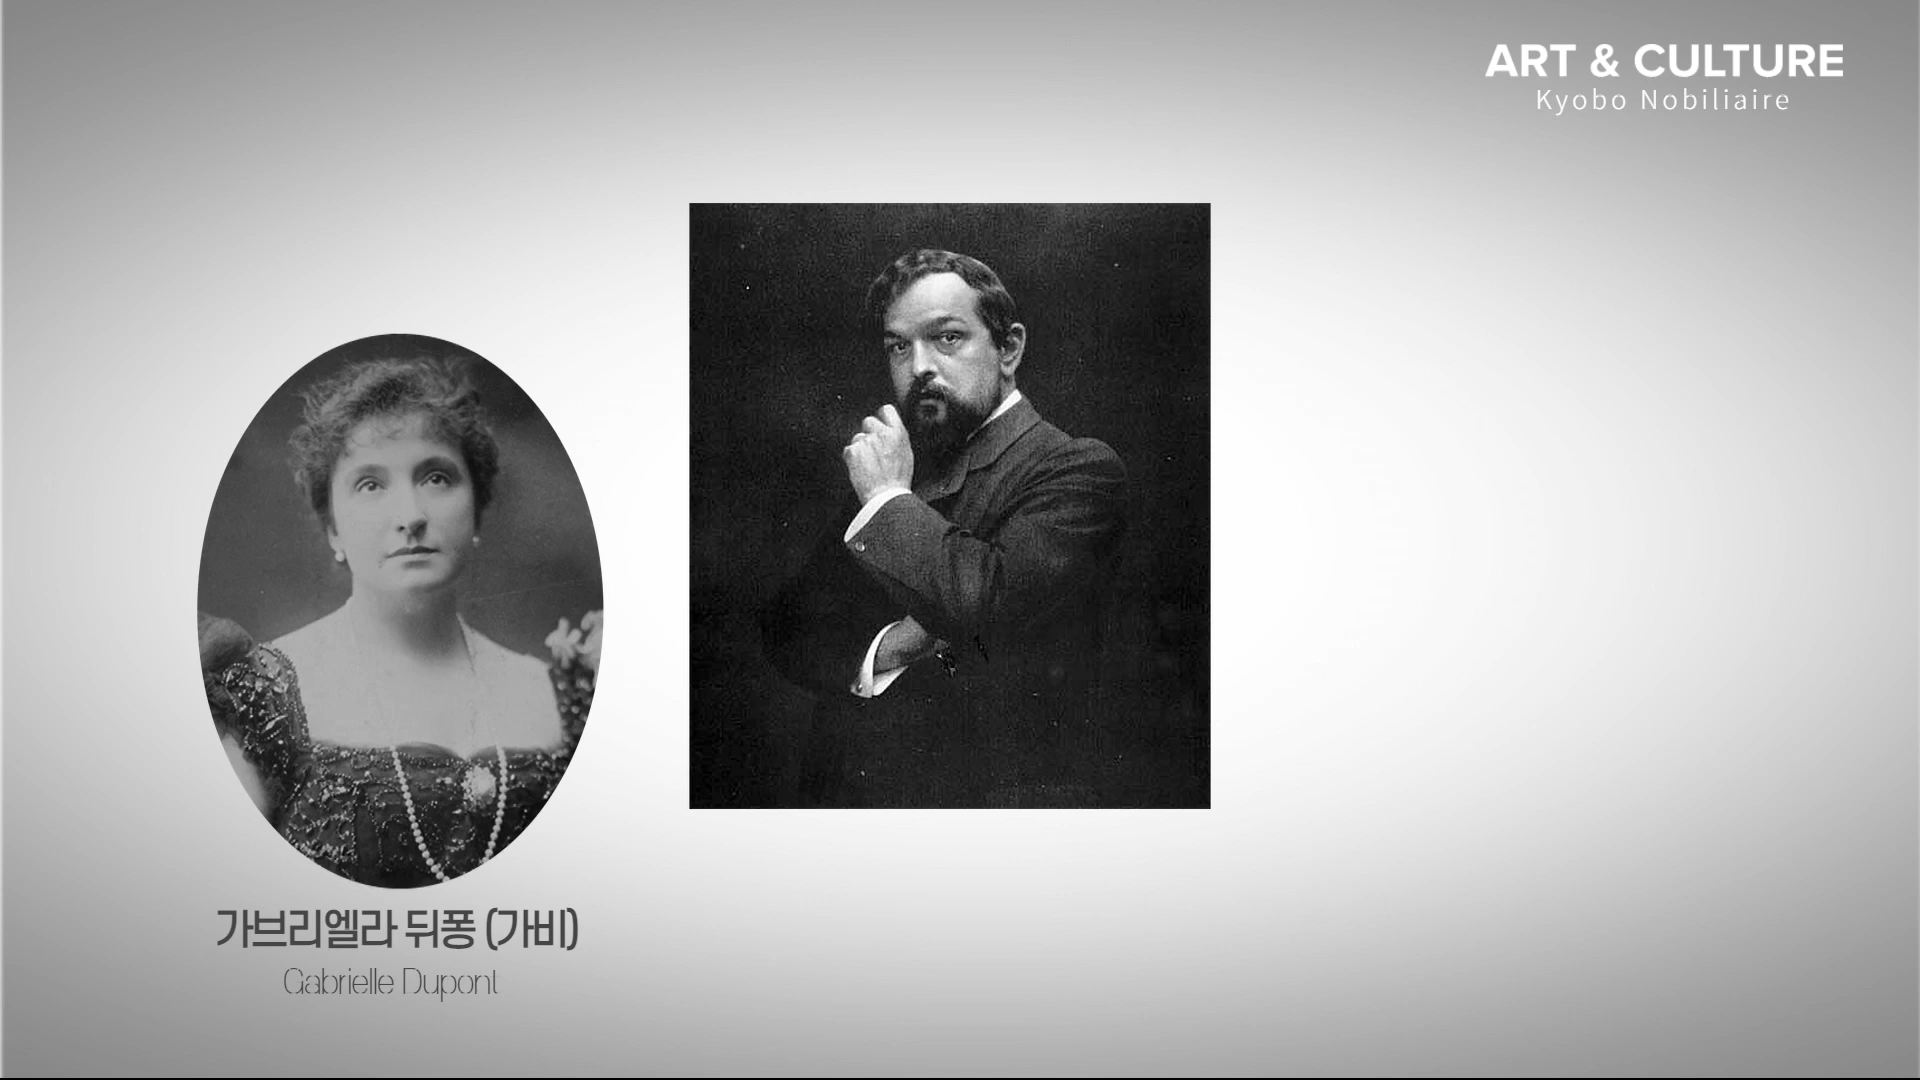 ART & CULTURE
Kyobo Nobiliaire
가브리엘라 뒤퐁 (가비)
Gabrielle Dupont